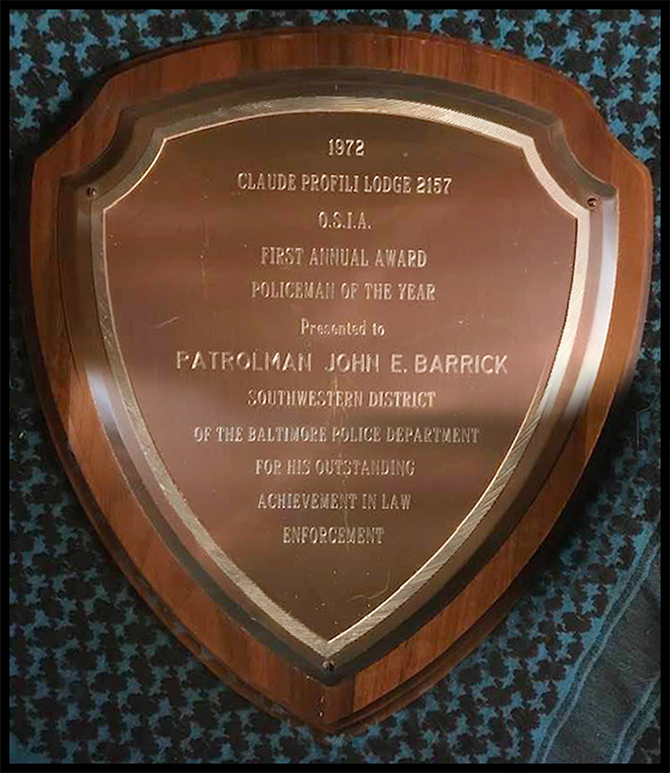 1972
CLAUDE PROFILI LODGE 2157
O.S.I.A.
FIRST ANNUAL AWARD
POLICEMAN OF THE YEAR
Presented to
PATROLMAN JOHN E. BARRICK
SOUTHWESTERN DISTRICT
OF THE BALTIMORE POLICE DEPARTMENT
FOR HIS OUTSTANDING
ACHIEVEMENT IN LAW
ENFORCEMENT